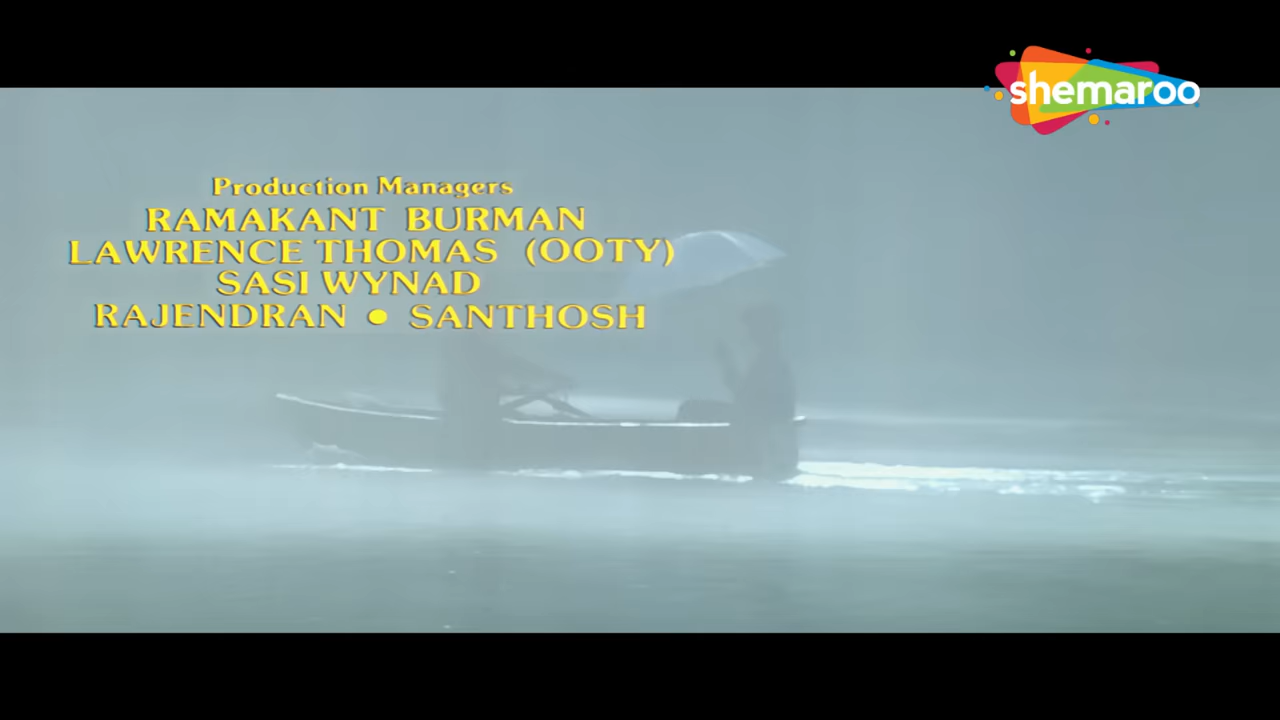 shemaroo
Production Managers
RAMAKANT BURMAN
LAWRENCE THOMAS (OOTY)
SASI WYNAD
RAJENDRAN • SANTHOSH